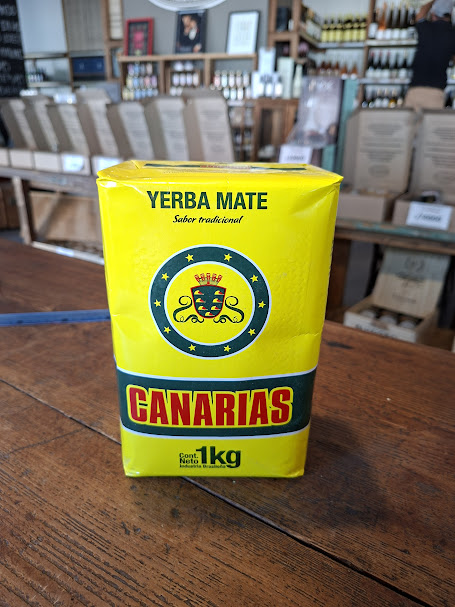 YERBA MATE
Sabor tradicional
CANARIAS
Cont. Neto 1kg
Industria Brasileña